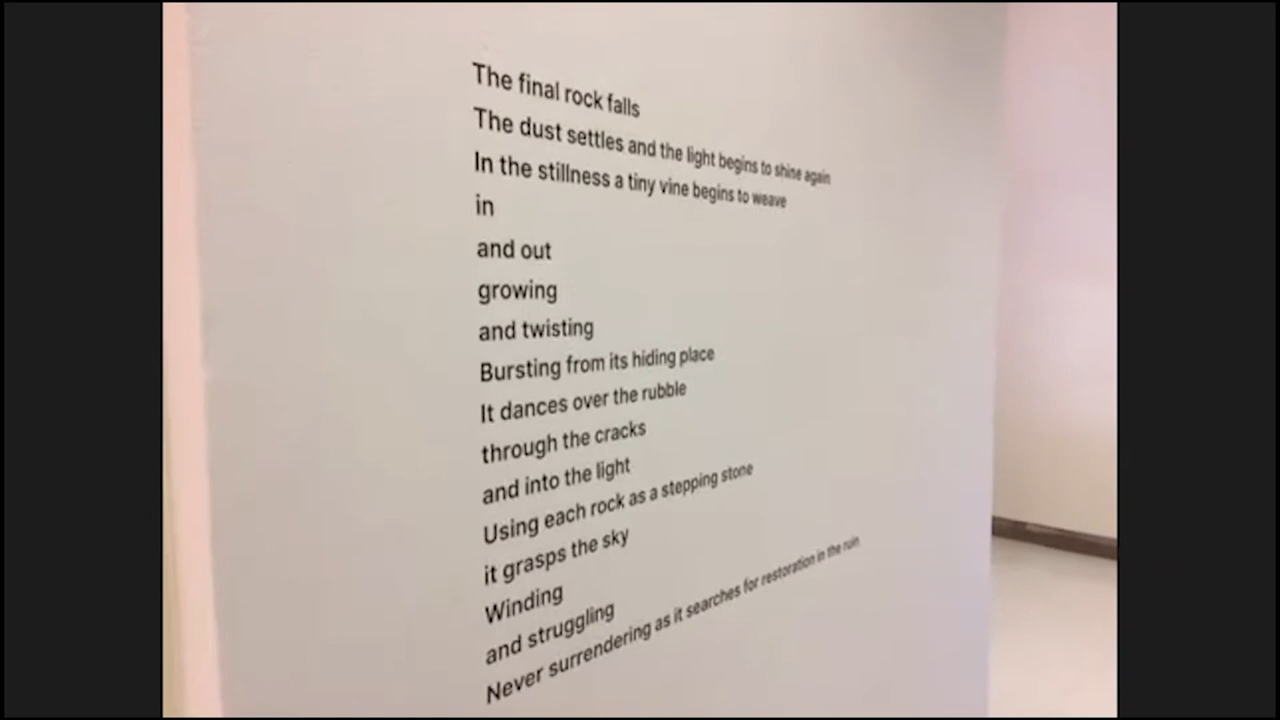 The final rock falls
The dust settles and the light begins to shine again
In the stillness a tiny vine begins to weave
in
and out
growing
and twisting
Bursting from its hiding place
It dances over the rubble
through the cracks
and into the light
Using each rock as a stepping stone
it grasps the sky
Winding
and struggling
Never surrendering as it searches for restoration in the ruin